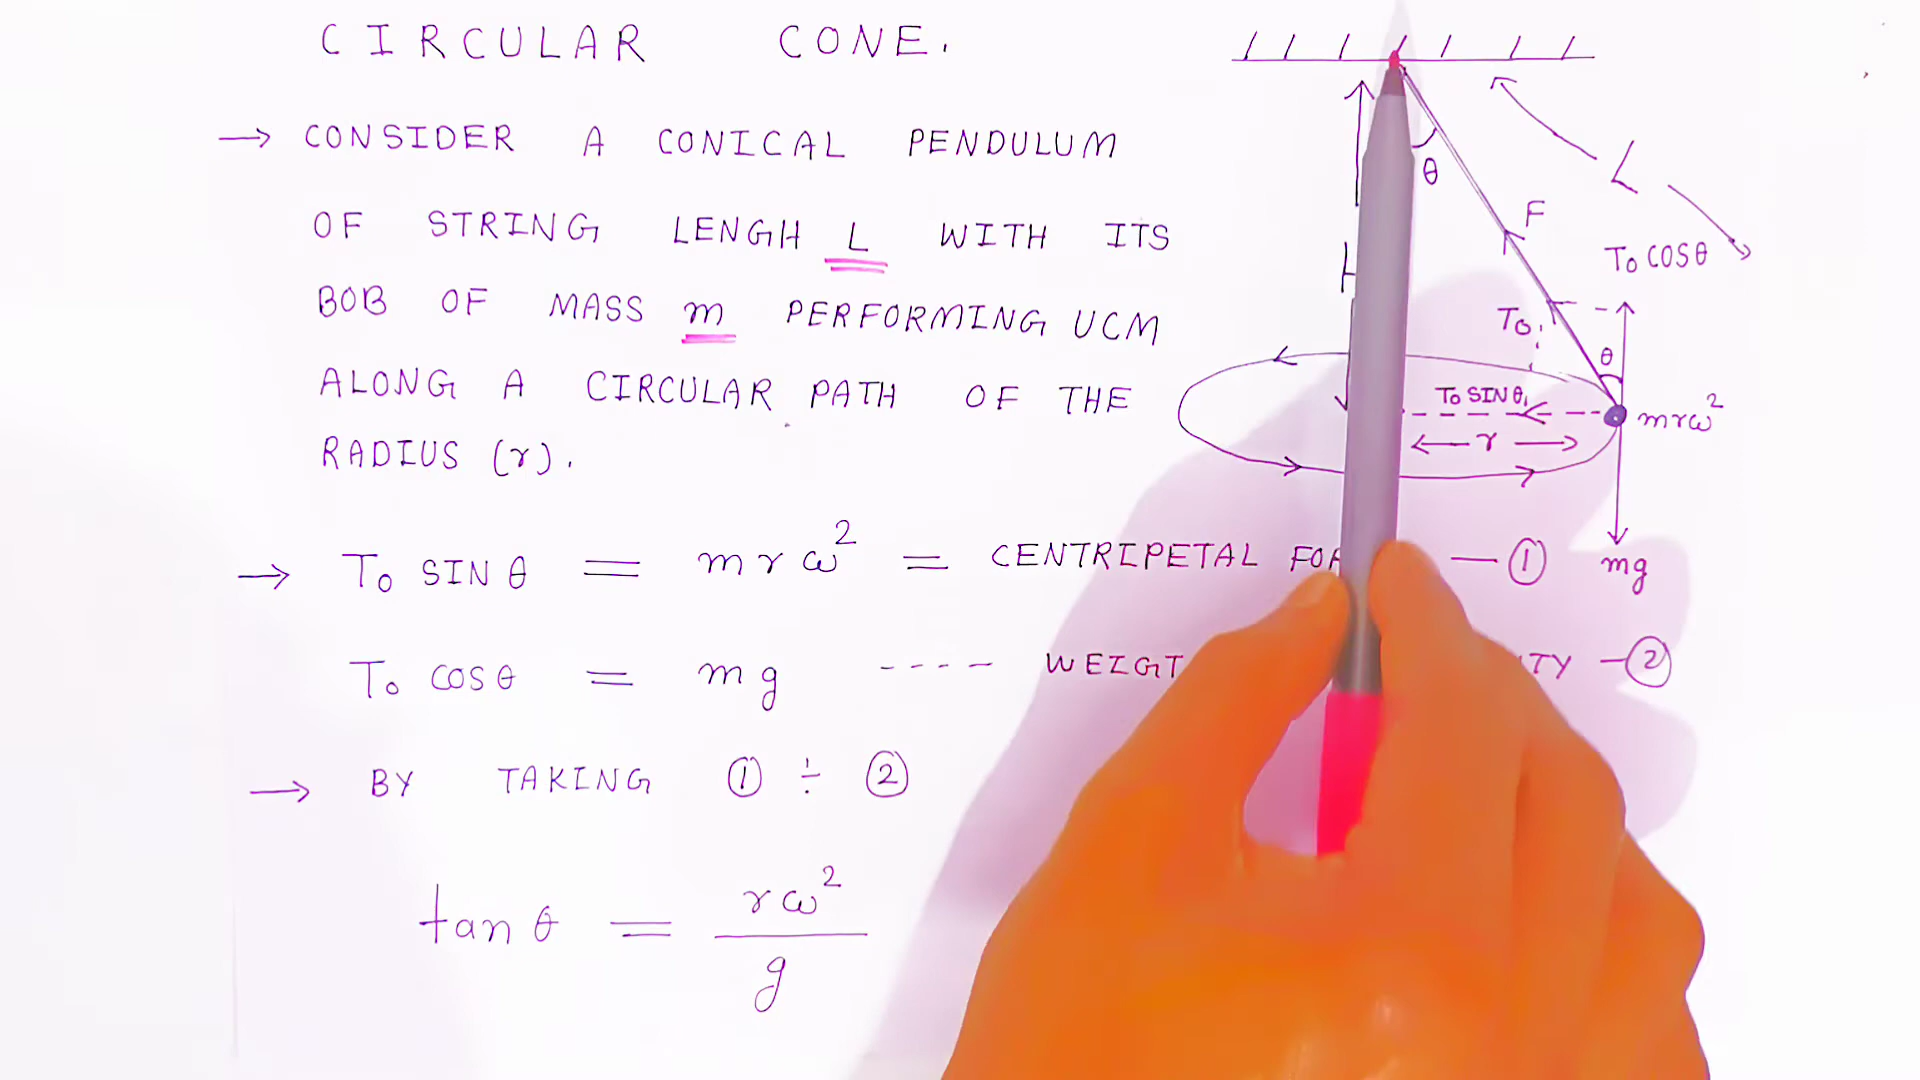 CIRCULAR CONE.
→ CONSIDER A CONICAL PENDULUM
OF STRING LENGH L WITH ITS
BOB OF MASS m PERFORMING UCM
ALONG A CIRCULAR PATH OF THE
RADIUS (r).
→ T₀ SIN θ = mrω² = CENTRIPETAL FOR — ①
T₀ COS θ = mg ---- WEIGT TY — ②
→ BY TAKING ① ÷ ②
tan θ = rω² / g
θ
L
F
T₀ COS θ
T₀
θ
T₀ SIN θ
mrω²
r
mg